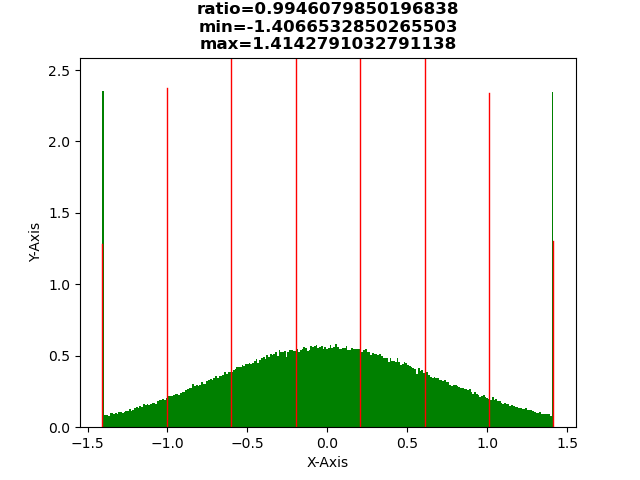 ratio=0.9946079850196838
min=-1.4066532850265503
max=1.4142791032791138
2.5
2.0
1.5
1.0
0.5
0.0
Y-Axis
−1.5 −1.0 −0.5 0.0 0.5 1.0 1.5
X-Axis